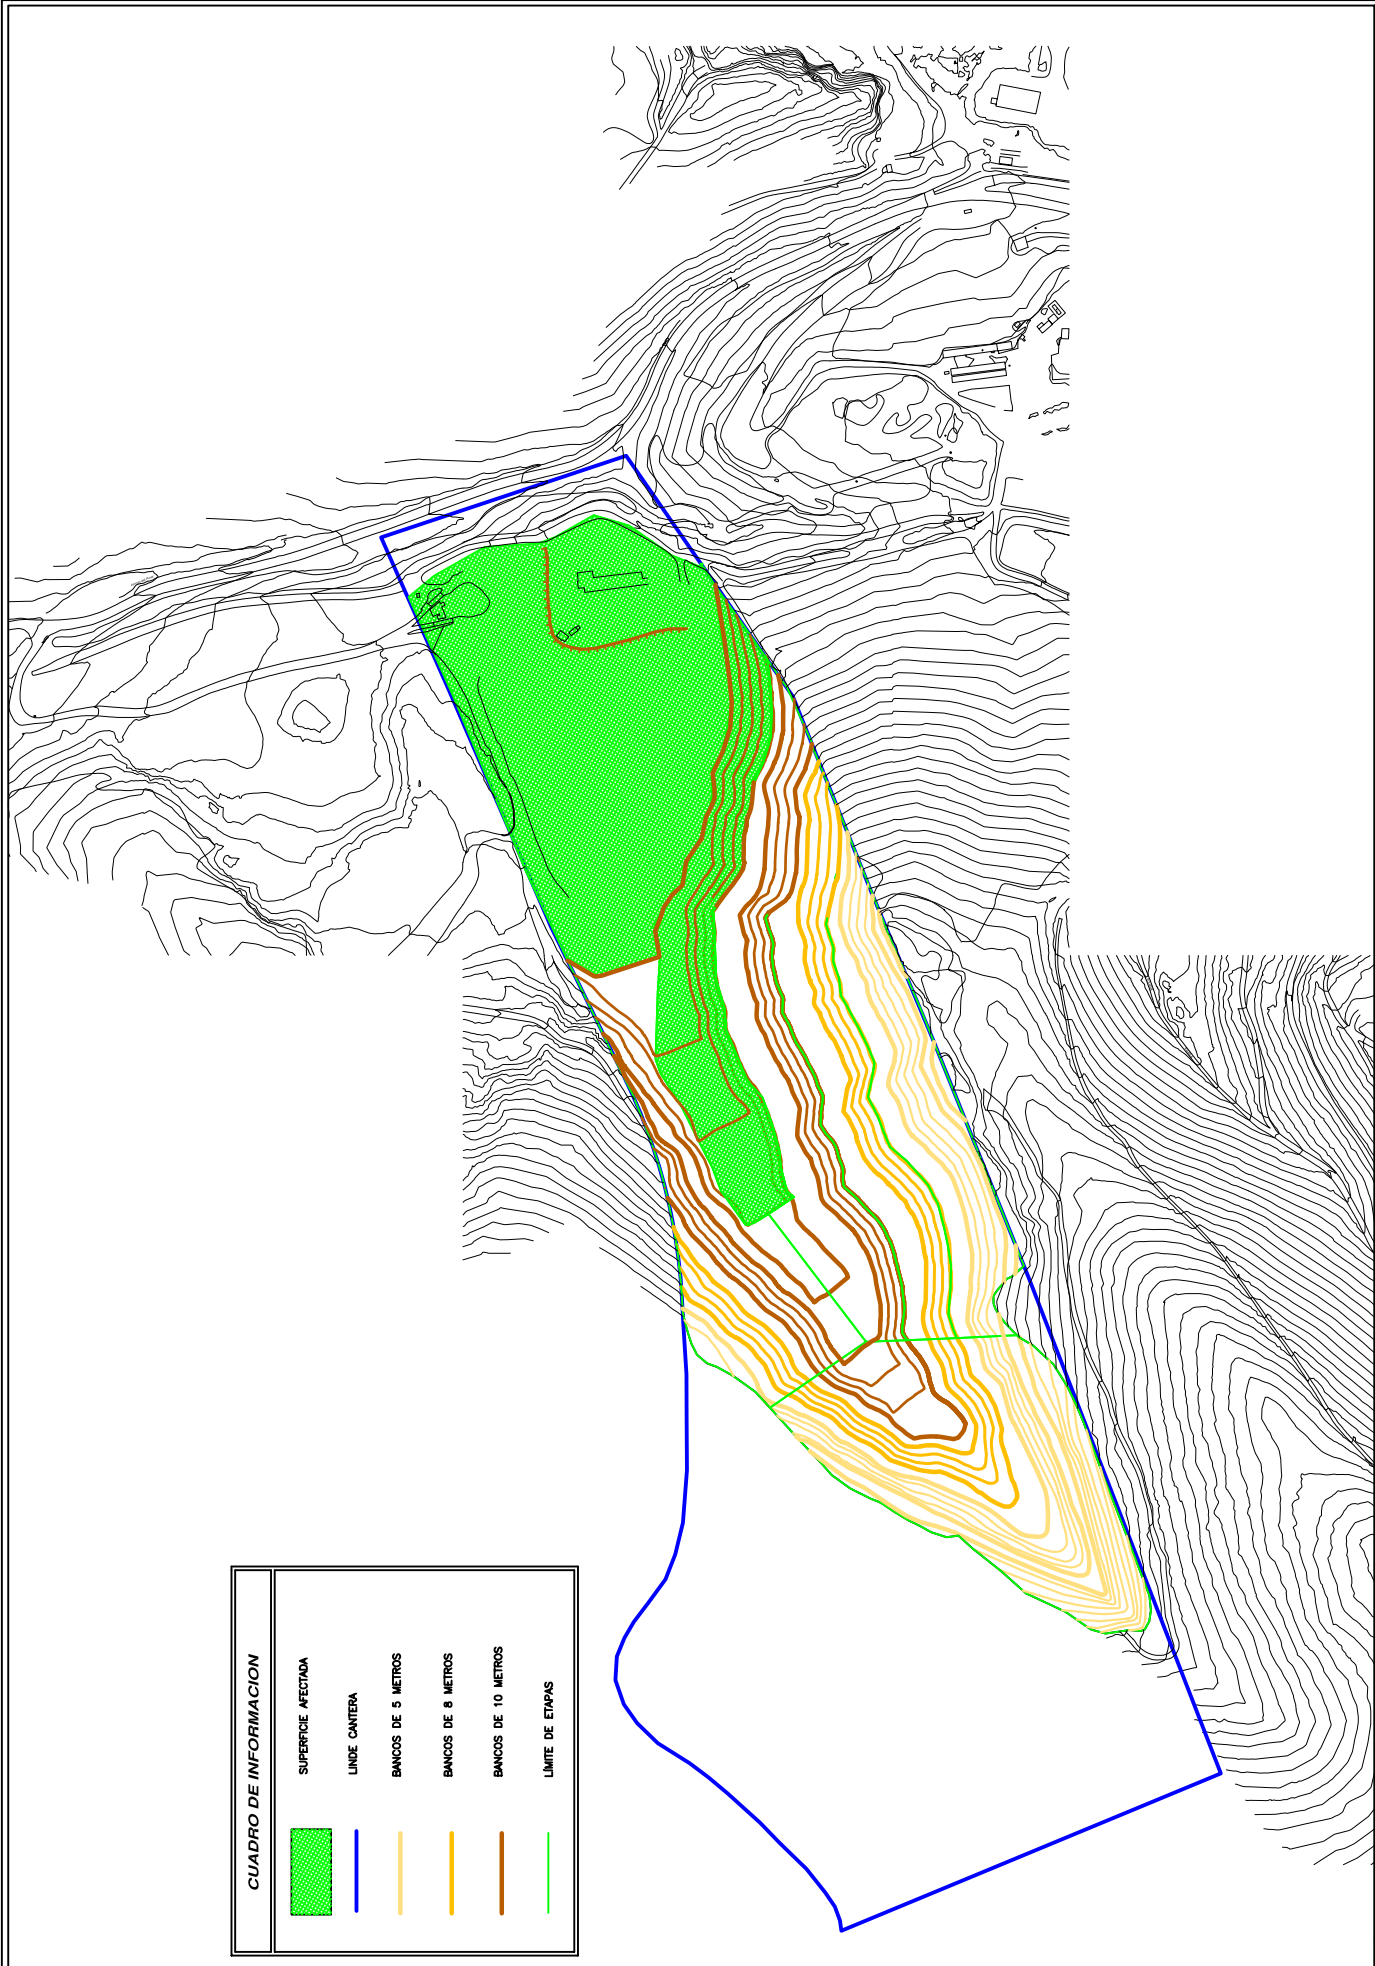 CUADRO DE INFORMACION
SUPERFICIE AFECTADA
LINDE CANTERA
BANCOS DE 5 METROS
BANCOS DE 8 METROS
BANCOS DE 10 METROS
LÍMITE DE ETAPAS